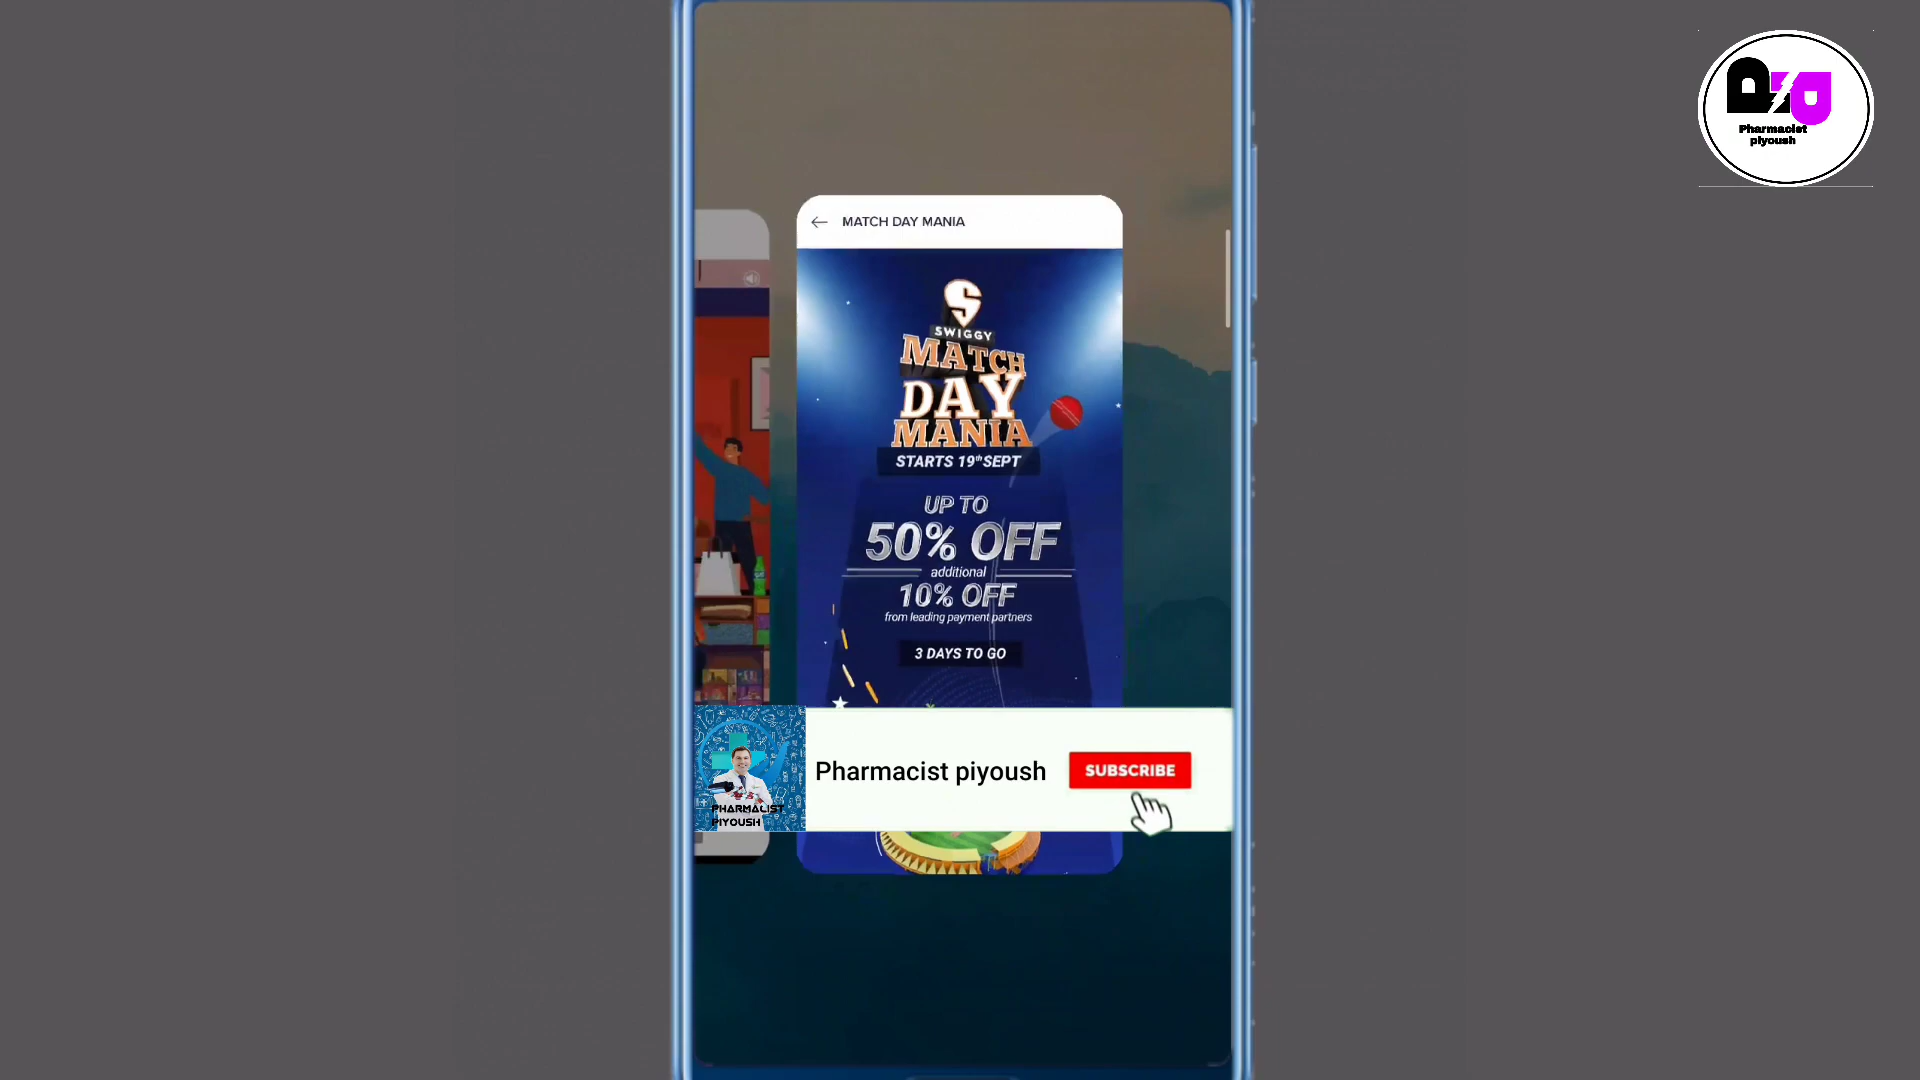 Pharmacist
piyoush
MATCH DAY MANIA
SWIGGY
MATCH
DAY
MANIA
STARTS 19th SEPT
UP TO
50% OFF
additional
10% OFF
from leading payment partners
3 DAYS TO GO
Pharmacist piyoush
SUBSCRIBE
PHARMACIST
PIYOUSH